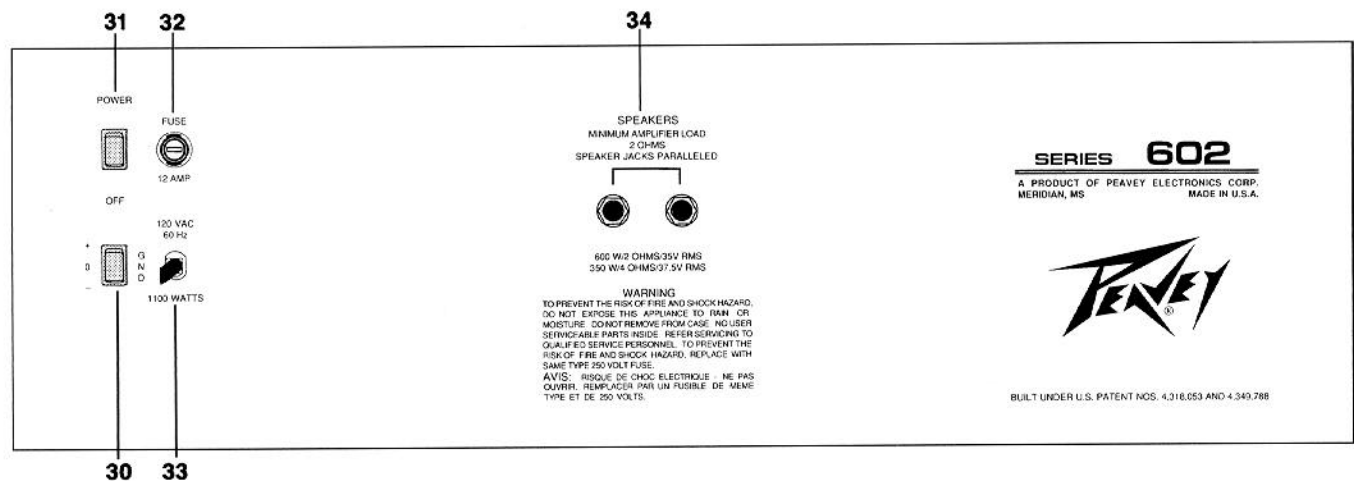 31
32
34
POWER
FUSE
12 AMP
OFF
120 VAC
60 Hz
+
0
–
G
N
D
1100 WATTS
SPEAKERS
MINIMUM AMPLIFIER LOAD
2 OHMS
SPEAKER JACKS PARALLELED
600 W/2 OHMS/35V RMS
350 W/4 OHMS/37.5V RMS
WARNING
TO PREVENT THE RISK OF FIRE AND SHOCK HAZARD,
DO NOT EXPOSE THIS APPLIANCE TO RAIN OR
MOISTURE. DO NOT REMOVE FROM CASE. NO USER
SERVICEABLE PARTS INSIDE. REFER SERVICING TO
QUALIFIED SERVICE PERSONNEL. TO PREVENT THE
RISK OF FIRE AND SHOCK HAZARD, REPLACE WITH
SAME TYPE 250 VOLT FUSE.
AVIS: RISQUE DE CHOC ELECTRIQUE - NE PAS
OUVRIR. REMPLACER PAR UN FUSIBLE DE MEME
TYPE ET DE 250 VOLTS.
SERIES 602
A PRODUCT OF PEAVEY ELECTRONICS CORP.
MERIDIAN, MS MADE IN U.S.A.
PEAVEY®
BUILT UNDER U.S. PATENT NOS. 4,318,053 AND 4,349,788
30
33